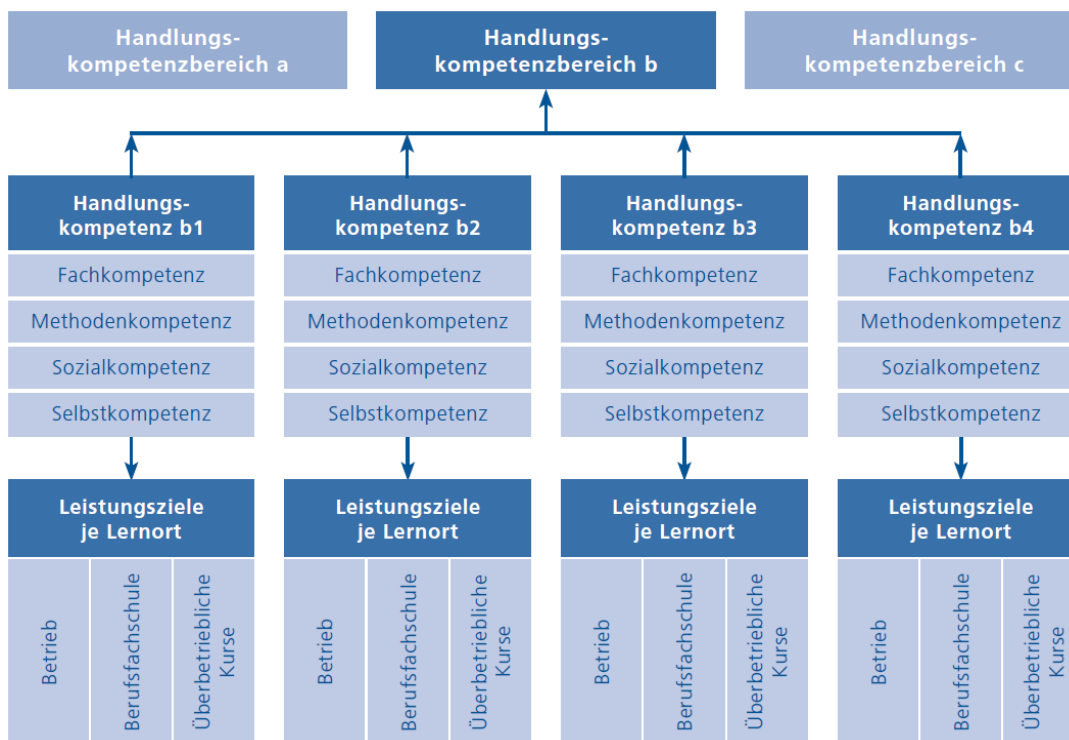 Handlungs-
kompetenzbereich a
Handlungs-
kompetenzbereich b
Handlungs-
kompetenzbereich c
Handlungs-
kompetenz b1
Fachkompetenz
Methodenkompetenz
Sozialkompetenz
Selbstkompetenz
Leistungsziele
je Lernort
Betrieb
Berufsfachschule
Überbetriebliche
Kurse
Handlungs-
kompetenz b2
Fachkompetenz
Methodenkompetenz
Sozialkompetenz
Selbstkompetenz
Leistungsziele
je Lernort
Betrieb
Berufsfachschule
Überbetriebliche
Kurse
Handlungs-
kompetenz b3
Fachkompetenz
Methodenkompetenz
Sozialkompetenz
Selbstkompetenz
Leistungsziele
je Lernort
Betrieb
Berufsfachschule
Überbetriebliche
Kurse
Handlungs-
kompetenz b4
Fachkompetenz
Methodenkompetenz
Sozialkompetenz
Selbstkompetenz
Leistungsziele
je Lernort
Betrieb
Berufsfachschule
Überbetriebliche
Kurse